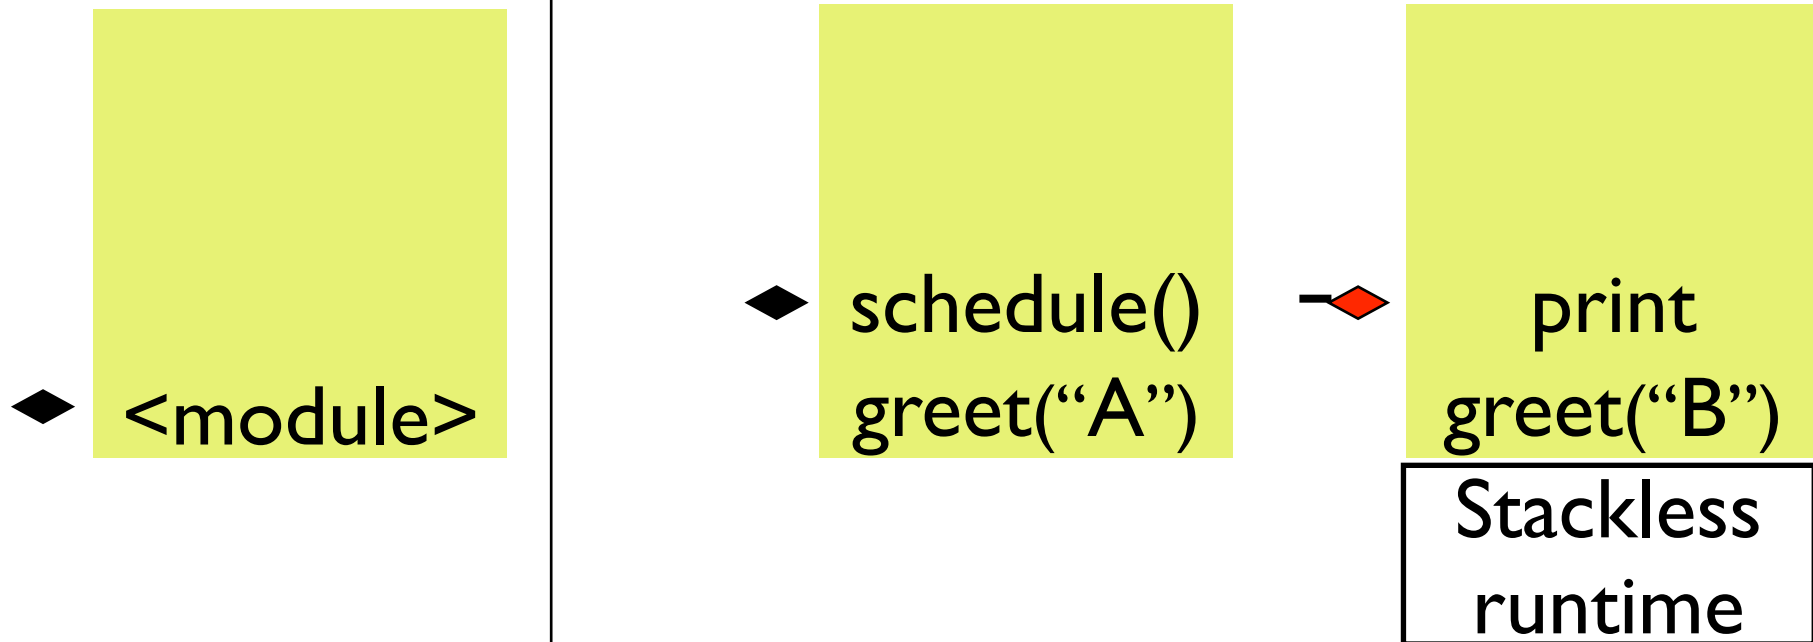 <module>
schedule()
greet(“A”)
print
greet(“B”)
Stackless
runtime